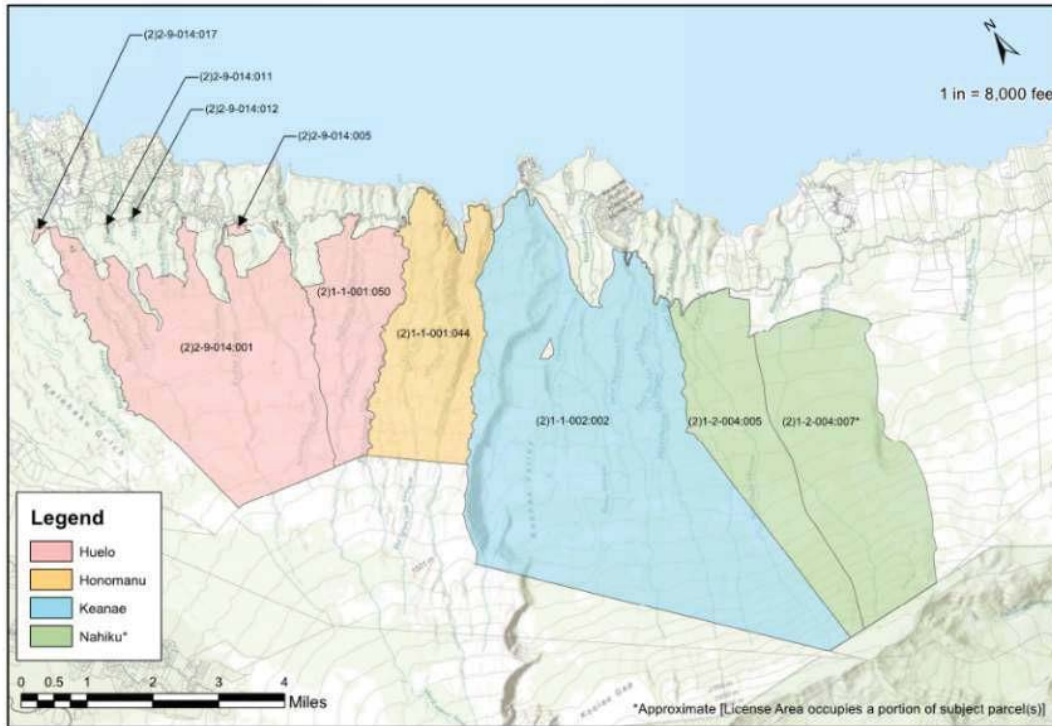 (2)2-9-014:017
(2)2-9-014:011
(2)2-9-014:012
(2)2-9-014:005
N
1 in = 8,000 feet
(2)1-1-001:050
(2)1-1-001:044
(2)2-9-014:001
(2)1-1-002:002
(2)1-2-004:005
(2)1-2-004:007*
Legend
Huelo
Honomanu
Keanae
Nahiku*
0 0.5 1 2 3 4
Miles
Koolau Gap
*Approximate [License Area occupies a portion of subject parcel(s)]